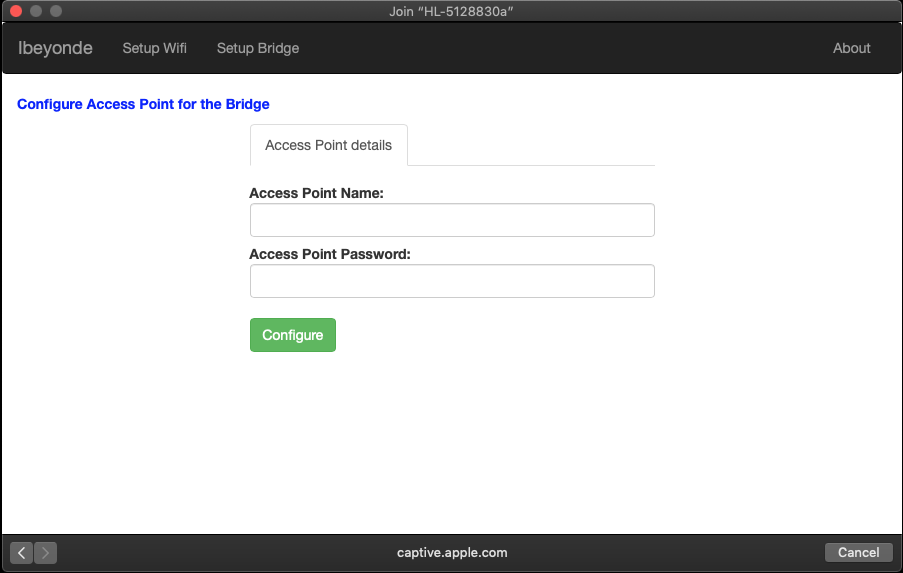 Join “HL-5128830a”
Ibeyonde Setup Wifi Setup Bridge About
Configure Access Point for the Bridge
Access Point details
Access Point Name:
Access Point Password:
Configure
captive.apple.com Cancel